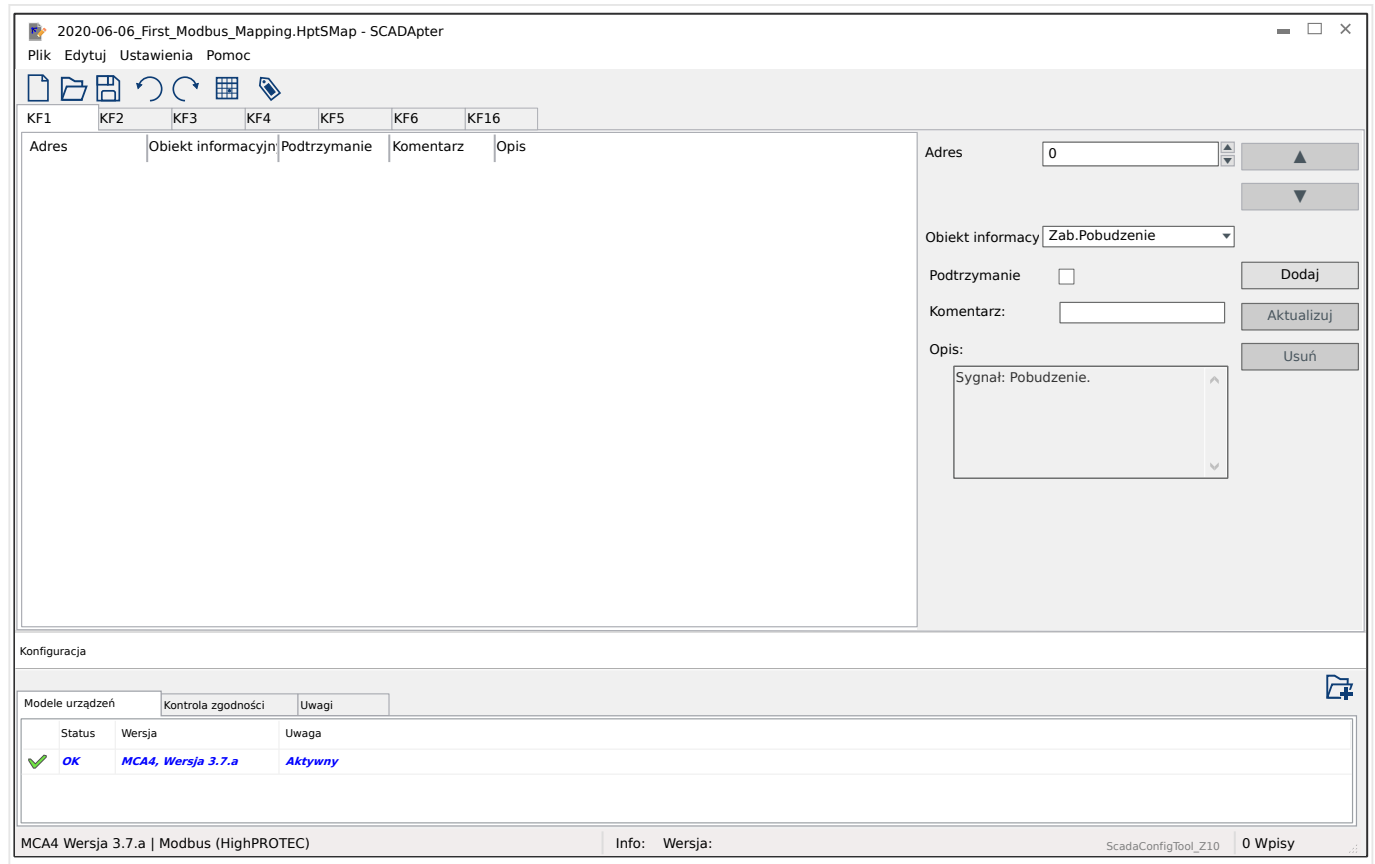 2020-06-06_First_Modbus_Mapping.HptSMap - SCADApter
Plik Edytuj Ustawienia Pomoc
KF1 KF2 KF3 KF4 KF5 KF6 KF16
Adres Obiekt informacyjn Podtrzymanie Komentarz Opis
Adres 0
Obiekt informacy Zab.Pobudzenie
Podtrzymanie Dodaj
Komentarz: Aktualizuj
Opis: Usuń
Sygnał: Pobudzenie.
Konfiguracja
Modele urządzeń Kontrola zgodności Uwagi
Status Wersja Uwaga
OK MCA4, Wersja 3.7.a Aktywny
MCA4 Wersja 3.7.a | Modbus (HighPROTEC) Info: Wersja: ScadaConfigTool_Z10 0 Wpisy